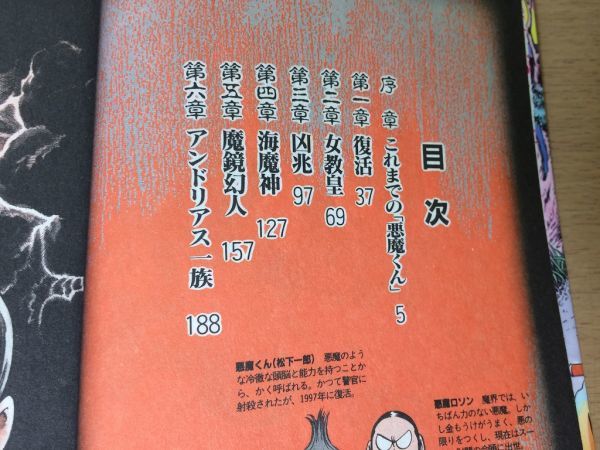 目次
序章 これまでの「悪魔くん」 5
第一章 復活 37
第二章 女教皇 69
第三章 凶兆 97
第四章 海魔神 127
第五章 魔鏡幻人 157
第六章 アンドリアス一族 188
悪魔くん(松下一郎) 悪魔のよう
な冷徹な頭脳と能力を持つことか
ら、かく呼ばれる。かつて警官に
射殺されたが、1997年に復活。
悪魔ロソン 魔界では、い
ちばん力のない悪魔。しか
し金もうけがうまく、悪の
限りをつくし、現在はスー